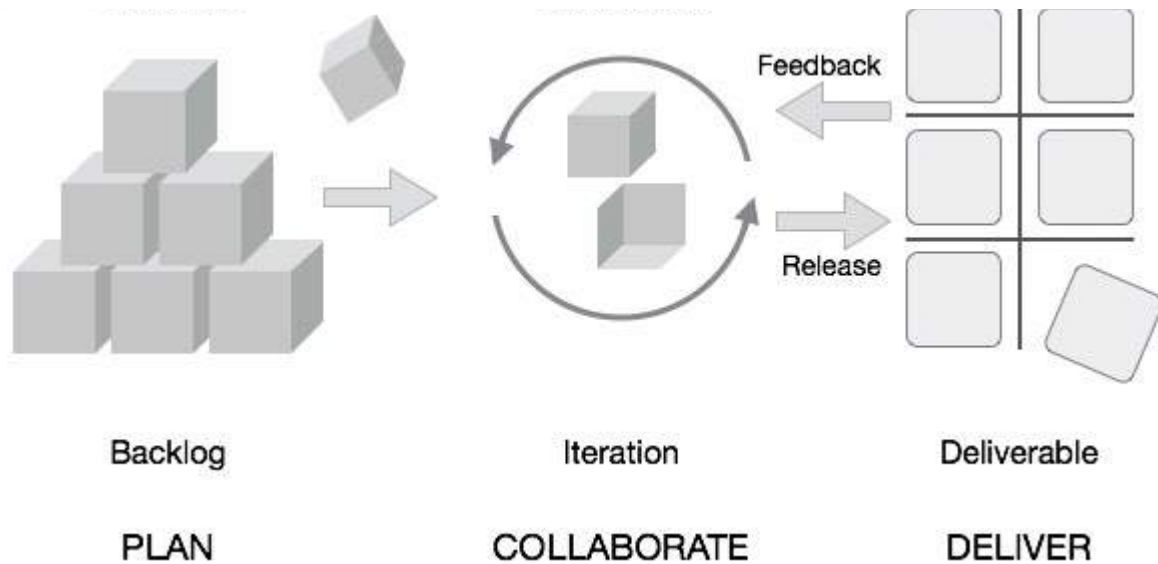 Feedback
Release
Backlog
Iteration
Deliverable
PLAN
COLLABORATE
DELIVER